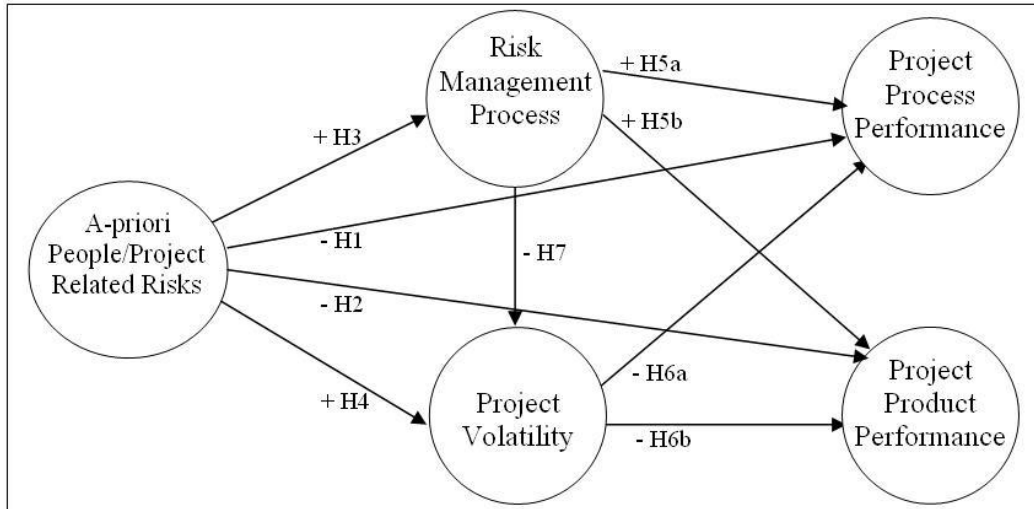 Risk
Management
Process
+ H5a
Project
Process
Performance
+ H5b
+ H3
A-priori
People/Project
Related Risks
- H1
- H7
- H2
+ H4
- H6a
Project
Volatility
- H6b
Project
Product
Performance